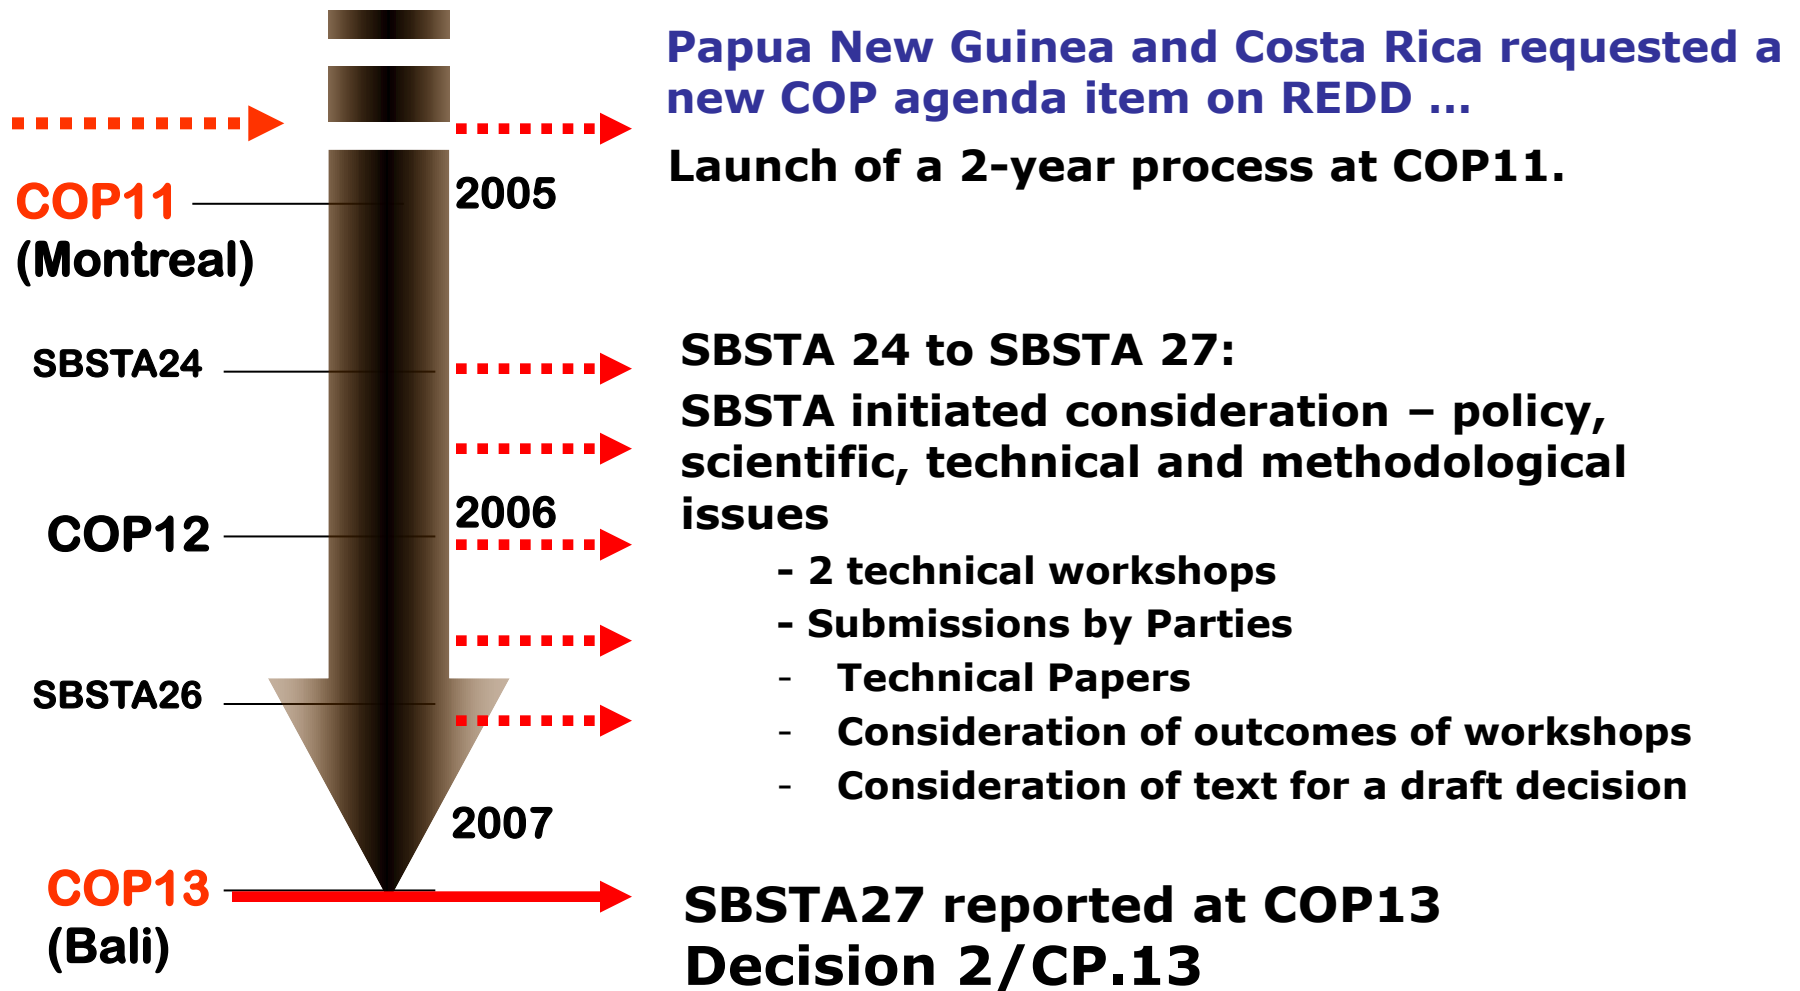 Papua New Guinea and Costa Rica requested a
new COP agenda item on REDD …
Launch of a 2-year process at COP11.
COP11
2005
(Montreal)
SBSTA24
SBSTA 24 to SBSTA 27:
SBSTA initiated consideration – policy,
scientific, technical and methodological
issues
COP12
2006
- 2 technical workshops
- Submissions by Parties
- Technical Papers
- Consideration of outcomes of workshops
- Consideration of text for a draft decision
SBSTA26
2007
COP13
(Bali)
SBSTA27 reported at COP13
Decision 2/CP.13